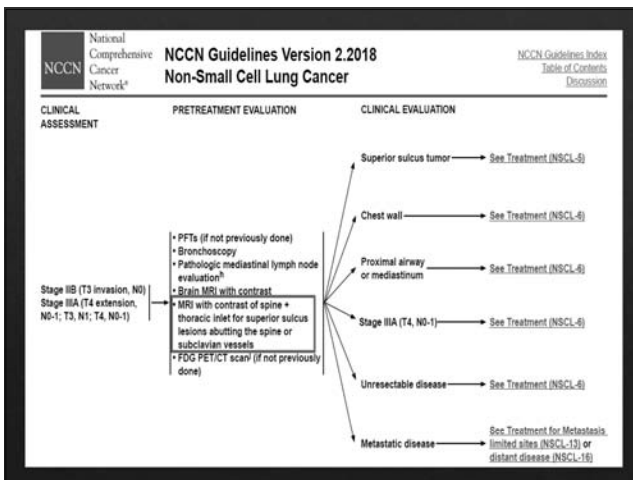 NCCN
National
Comprehensive
Cancer
Network®
NCCN Guidelines Version 2.2018
Non-Small Cell Lung Cancer
NCCN Guidelines Index
Table of Contents
Discussion
CLINICAL
ASSESSMENT
PRETREATMENT EVALUATION
CLINICAL EVALUATION
Stage IIB (T3 invasion, N0)
Stage IIIA (T4 extension,
N0-1; T3, N1; T4, N0-1)
• PFTs (if not previously done)
• Bronchoscopy
• Pathologic mediastinal lymph node
evaluationh
• Brain MRI with contrast
• MRI with contrast of spine +
thoracic inlet for superior sulcus
lesions abutting the spine or
subclavian vessels
• FDG PET/CT scanj (if not previously
done)
Superior sulcus tumor
See Treatment (NSCL-5)
Chest wall
See Treatment (NSCL-6)
Proximal airway
or mediastinum
See Treatment (NSCL-6)
Stage IIIA (T4, N0-1)
See Treatment (NSCL-6)
Unresectable disease
See Treatment (NSCL-6)
Metastatic disease
See Treatment for Metastasis
limited sites (NSCL-13) or
distant disease (NSCL-16)